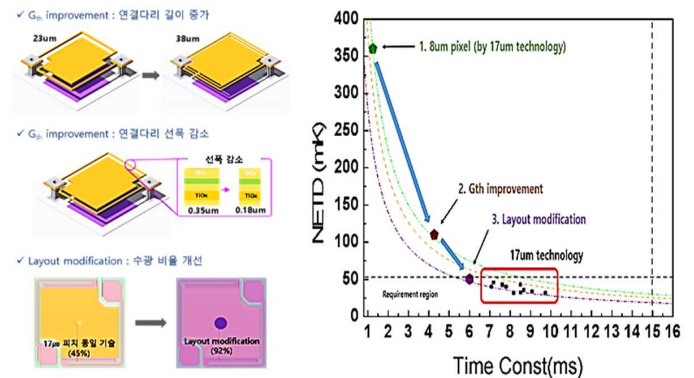 ✓ Gth improvement : 연결다리 길이 증가
23um
38um
✓ Gth improvement : 연결다리 선폭 감소
선폭 감소
TiOx
TiOx
0.35um
0.18um
✓ Layout modification : 수광 비율 개선
17㎛ 피치 동일 기술
(45%)
Layout modification
(92%)
NETD (mK)
400
350
300
250
200
150
100
50
0
1. 8um pixel (by 17um technology)
2. Gth improvement
3. Layout modification
17um technology
Requirement region
1 2 3 4 5 6 7 8 9 10 11 12 13 14 15 16
Time Const(ms)